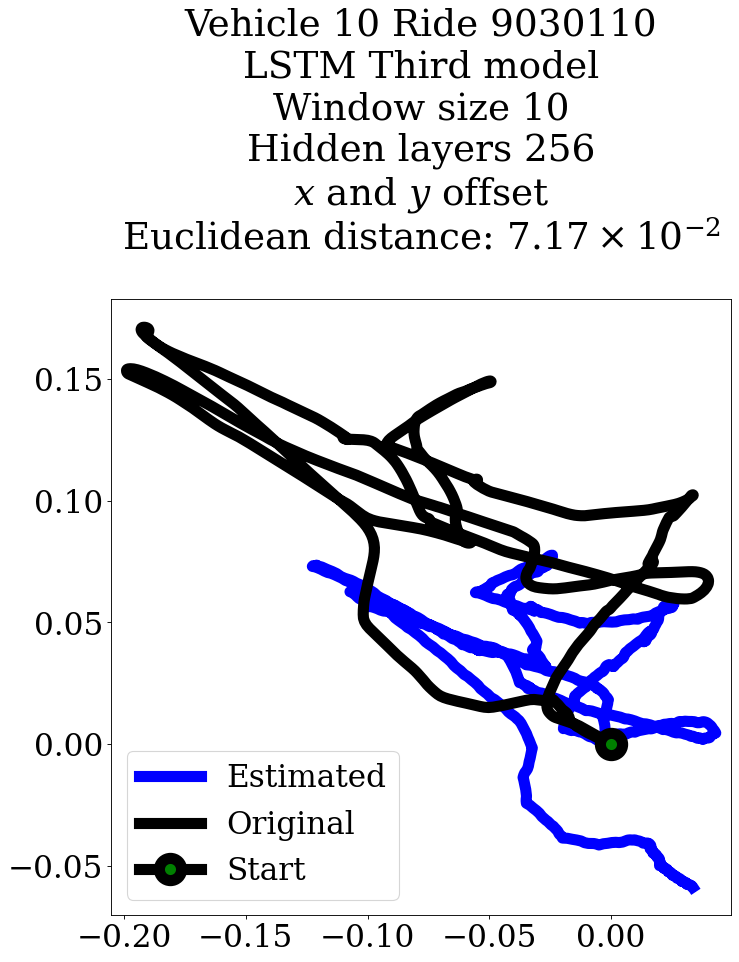 Vehicle 10 Ride 9030110
LSTM Third model
Window size 10
Hidden layers 256
x and y offset
Euclidean distance: 7.17 × 10⁻²
0.15
0.10
0.05
0.00
−0.05
Estimated
Original
Start
−0.20 −0.15 −0.10 −0.05 0.00